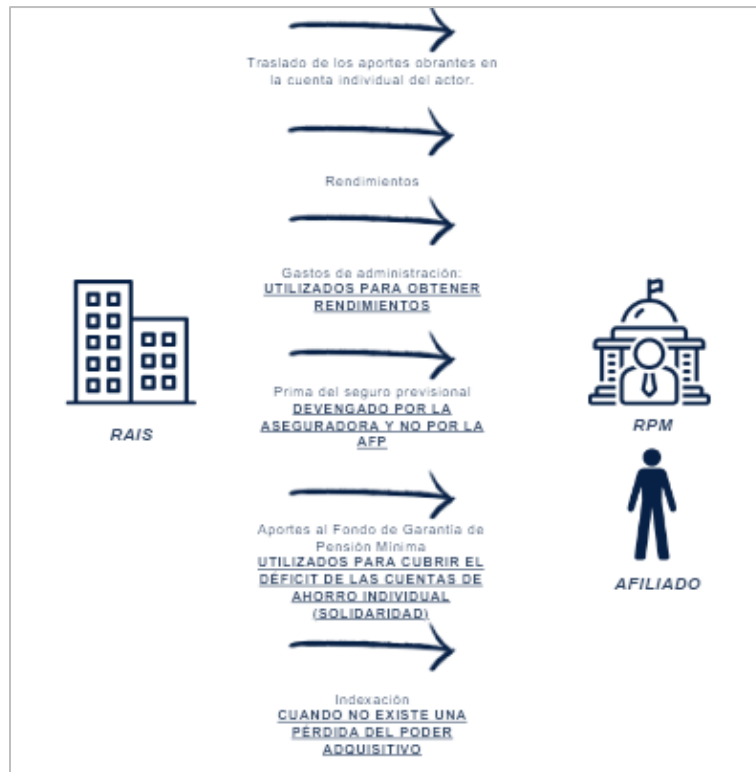 Traslado de los aportes obrantes en
la cuenta individual del actor.
Rendimientos
Gastos de administración:
UTILIZADOS PARA OBTENER
RENDIMIENTOS
Prima del seguro previsional
DEVENGADO POR LA
ASEGURADORA Y NO POR LA
AFP
Aportes al Fondo de Garantía de
Pensión Mínima
UTILIZADOS PARA CUBRIR EL
DÉFICIT DE LAS CUENTAS DE
AHORRO INDIVIDUAL
(SOLIDARIDAD)
Indexación
CUANDO NO EXISTE UNA
PÉRDIDA DEL PODER
ADQUISITIVO
RAIS
RPM
AFILIADO